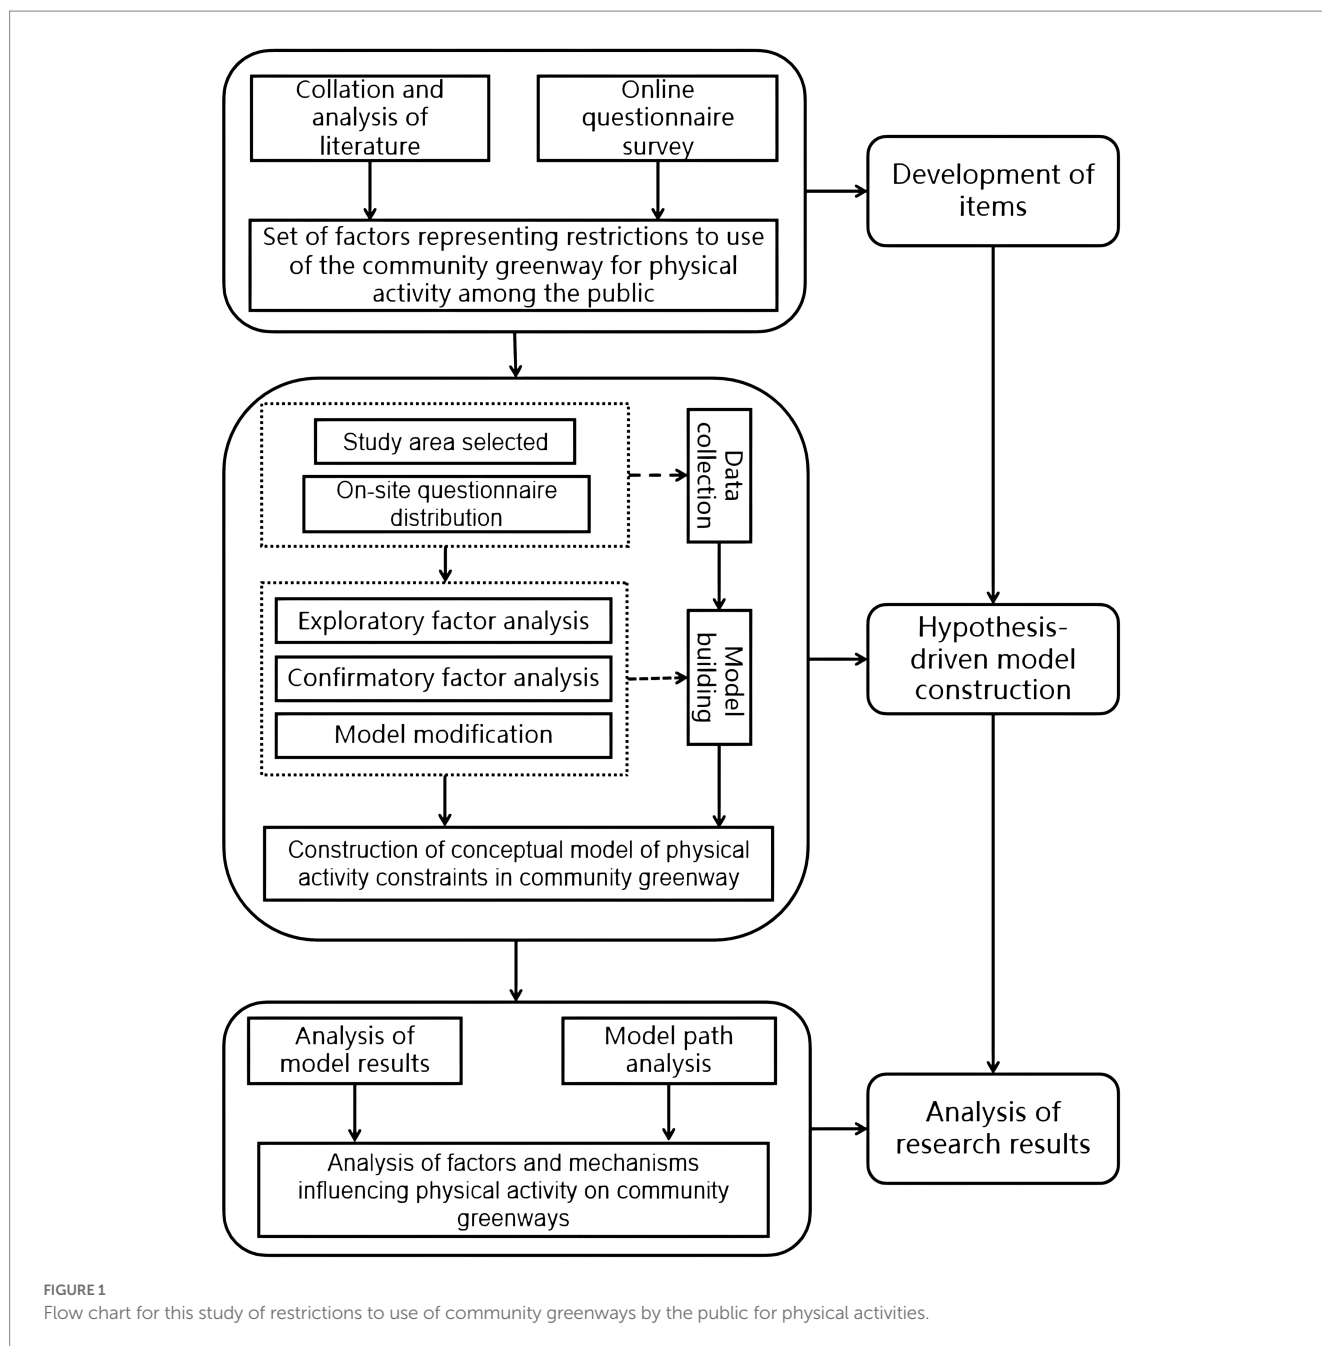 Collation and
analysis of
literature
Online
questionnaire
survey
Set of factors representing restrictions to use
of the community greenway for physical
activity among the public
Development of
items
Study area selected
On-site questionnaire
distribution
Data
collection
Exploratory factor analysis
Confirmatory factor analysis
Model modification
Model
building
Hypothesis-
driven model
construction
Construction of conceptual model of physical
activity constraints in community greenway
Analysis of
model results
Model path
analysis
Analysis of factors and mechanisms
influencing physical activity on community
greenways
Analysis of
research results
FIGURE 1
Flow chart for this study of restrictions to use of community greenways by the public for physical activities.